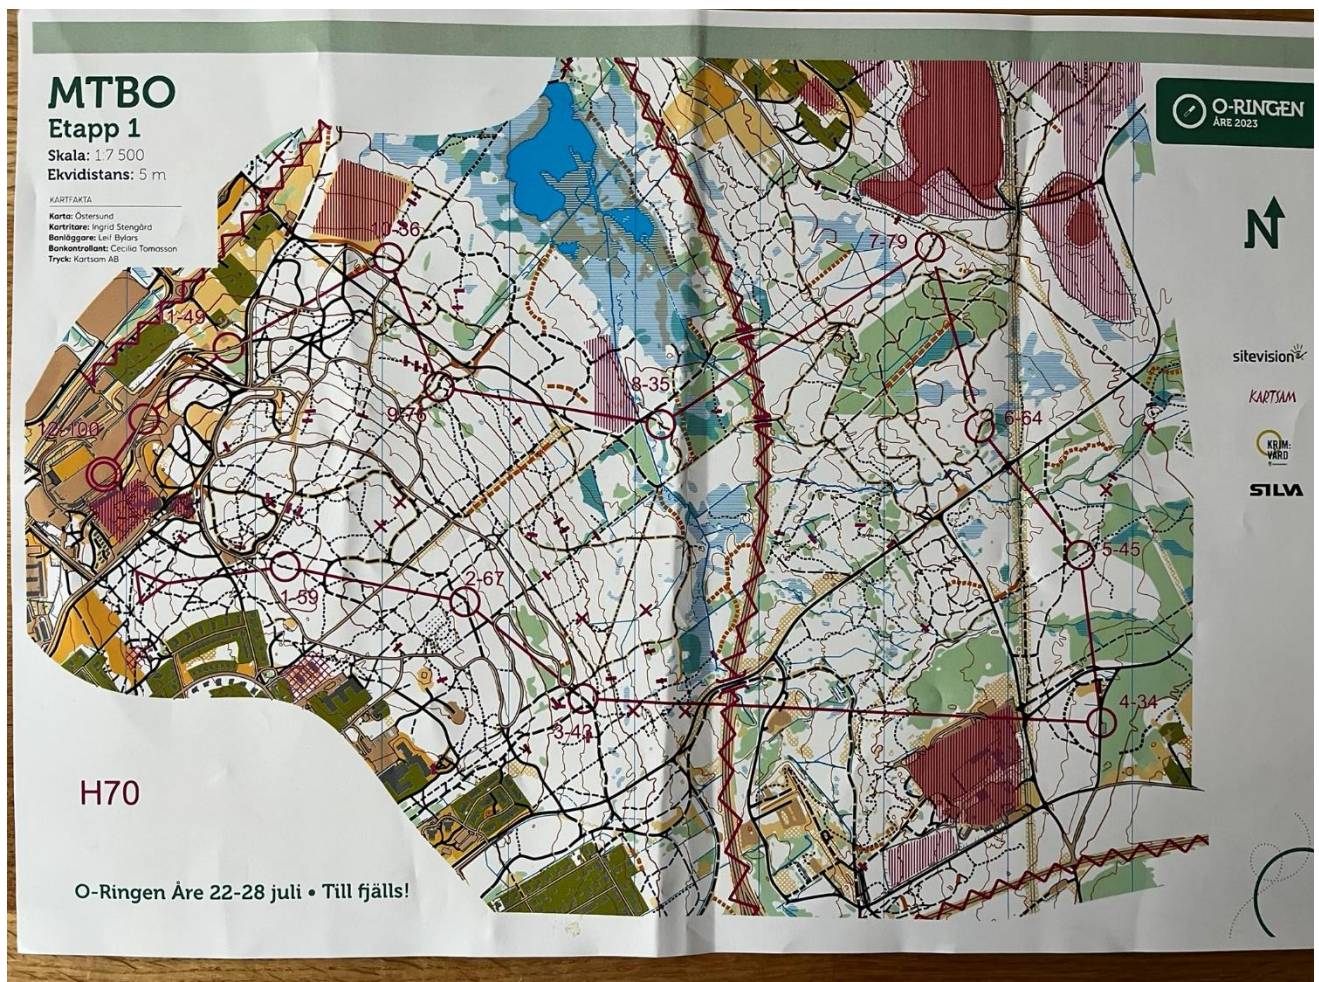 MTBO
Etapp 1
Skala: 1:7 500
Ekvidistans: 5 m
KARTFAKTA
Karta: Östersund
Kartritare: Ingrid Stengård
Banläggare: Leif Bylars
Bankontrollant: Cecilia Tomasson
Tryck: Kartsam AB
O-RINGEN
ÅRE 2023
N
10-36
7-79
11-49
8-35
9-76
6-64
12-100
5-45
2-67
1-59
4-34
3-43
sitevision
KARTSAM
KRIM:
VÅRD
SILVA
H70
O-Ringen Åre 22-28 juli • Till fjälls!